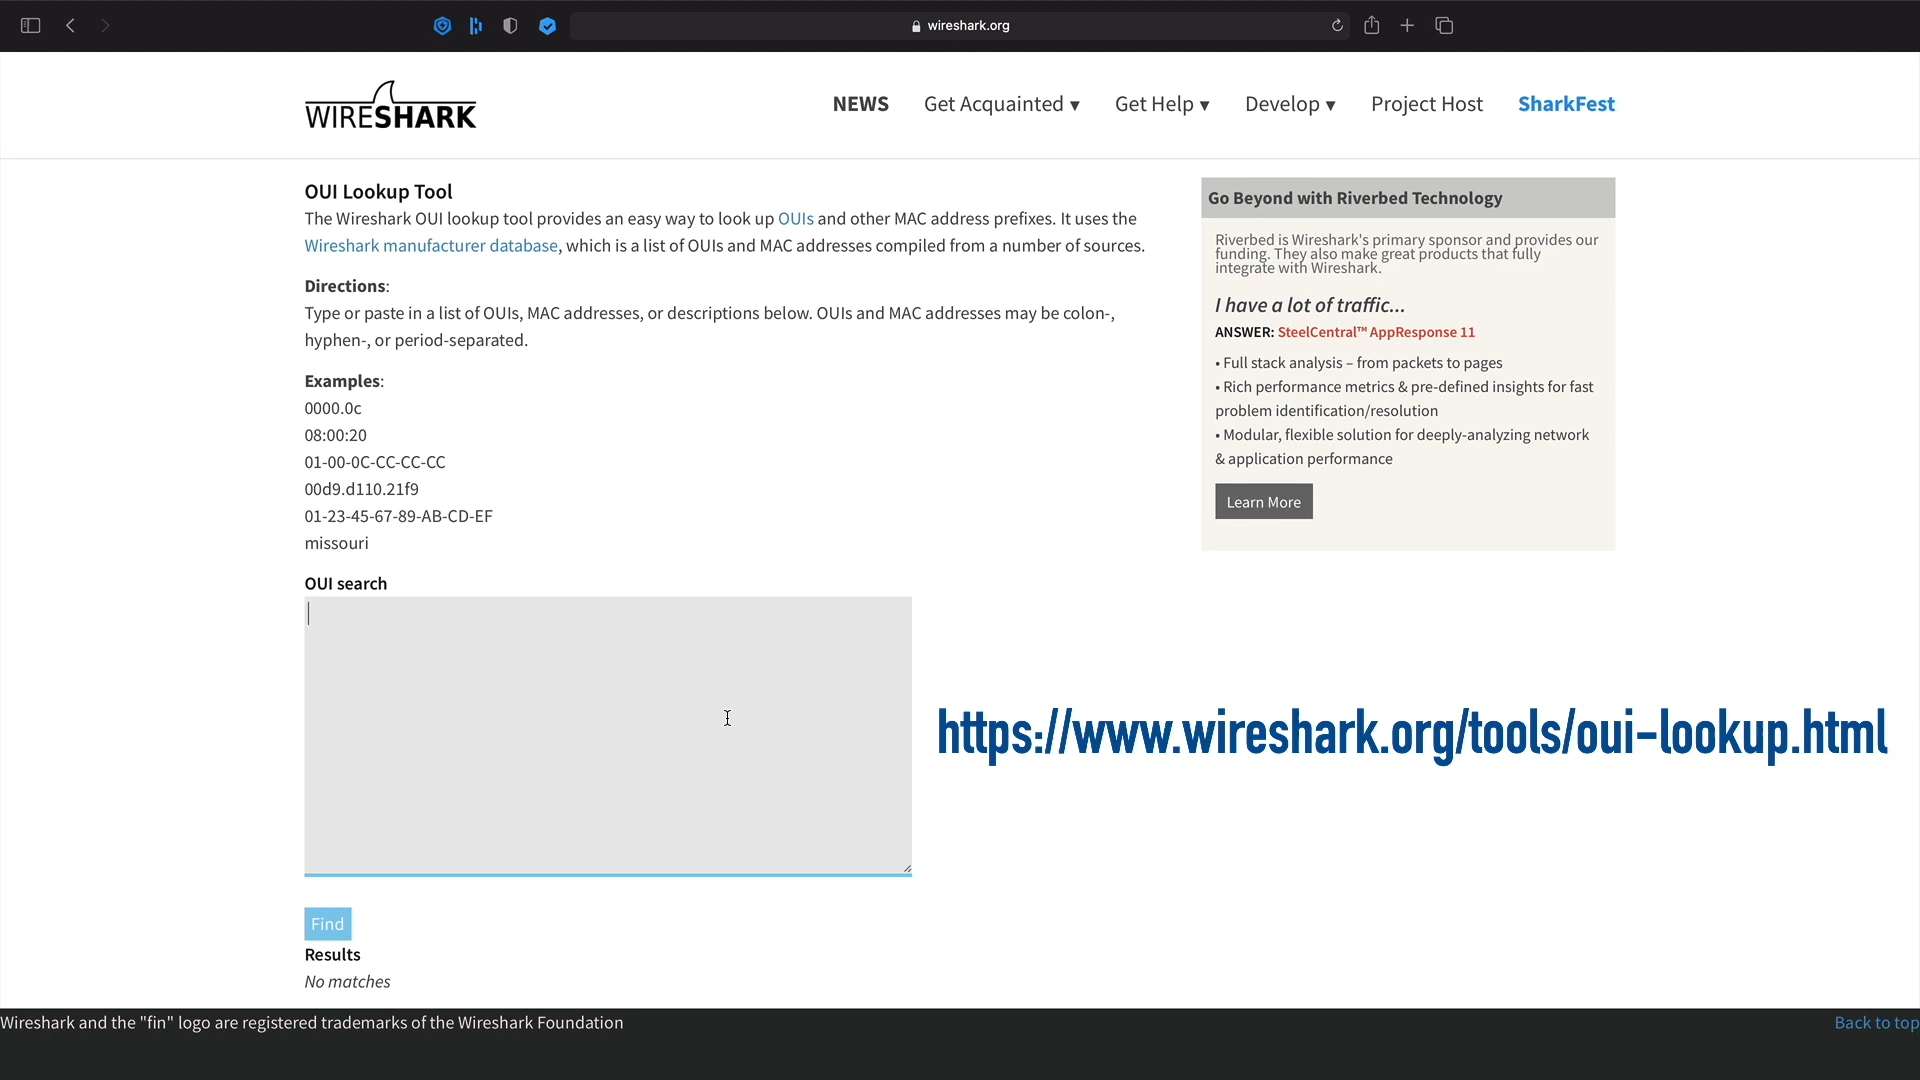 wireshark.org
WIRESHARK
NEWS Get Acquainted ▾ Get Help ▾ Develop ▾ Project Host SharkFest
OUI Lookup Tool
The Wireshark OUI lookup tool provides an easy way to look up OUIs and other MAC address prefixes. It uses the
Wireshark manufacturer database, which is a list of OUIs and MAC addresses compiled from a number of sources.
Directions:
Type or paste in a list of OUIs, MAC addresses, or descriptions below. OUIs and MAC addresses may be colon-,
hyphen-, or period-separated.
Examples:
0000.0c
08:00:20
01-00-0C-CC-CC-CC
00d9.d110.21f9
01-23-45-67-89-AB-CD-EF
missouri
OUI search
Find
Results
No matches
Go Beyond with Riverbed Technology
Riverbed is Wireshark's primary sponsor and provides our
funding. They also make great products that fully
integrate with Wireshark.
I have a lot of traffic...
ANSWER: SteelCentral™ AppResponse 11
• Full stack analysis – from packets to pages
• Rich performance metrics & pre-defined insights for fast
problem identification/resolution
• Modular, flexible solution for deeply-analyzing network
& application performance
Learn More
https://www.wireshark.org/tools/oui-lookup.html
Wireshark and the "fin" logo are registered trademarks of the Wireshark Foundation
Back to top